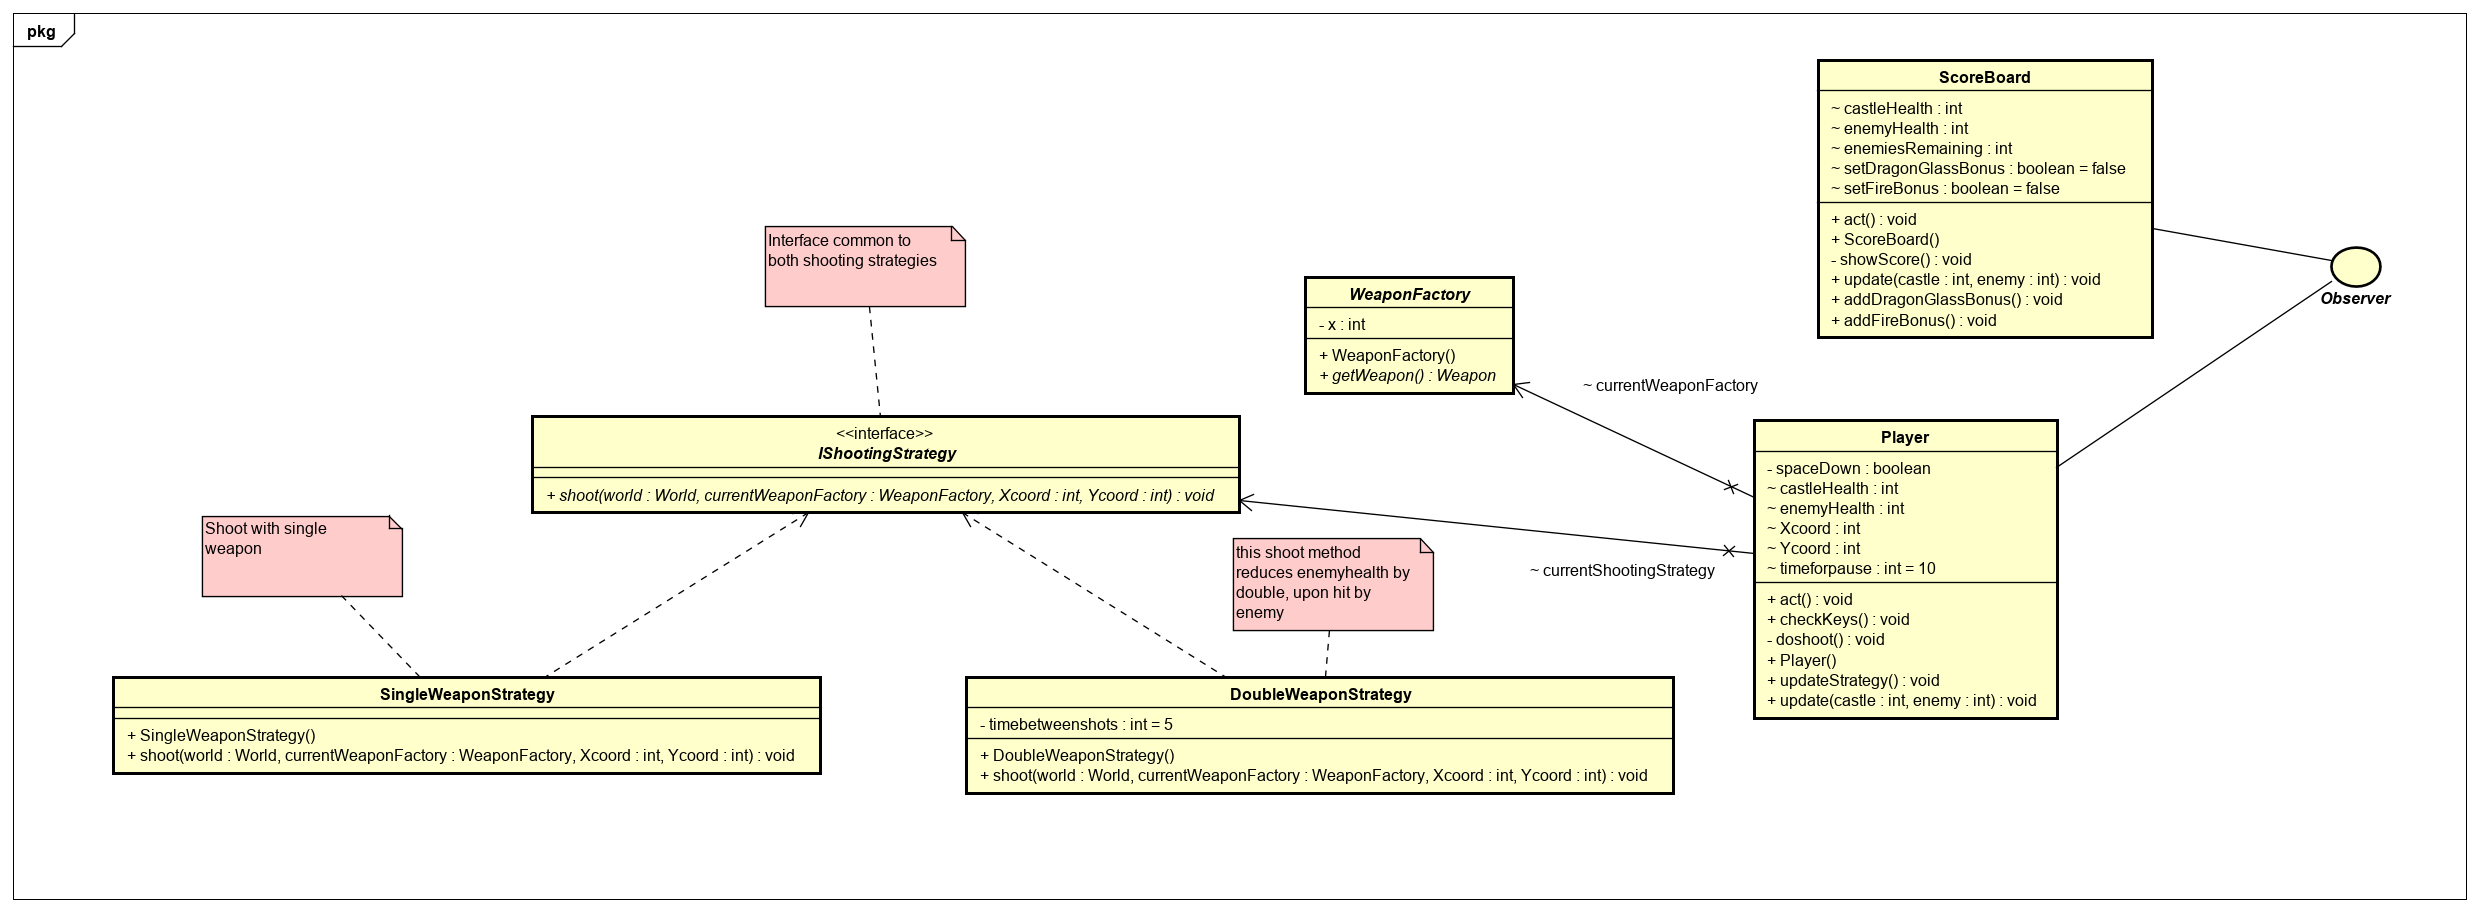 pkg
ScoreBoard
~ castleHealth : int
~ enemyHealth : int
~ enemiesRemaining : int
~ setDragonGlassBonus : boolean = false
~ setFireBonus : boolean = false
+ act() : void
+ ScoreBoard()
- showScore() : void
+ update(castle : int, enemy : int) : void
+ addDragonGlassBonus() : void
+ addFireBonus() : void
Observer
Interface common to
both shooting strategies
WeaponFactory
- x : int
+ WeaponFactory()
+ getWeapon() : Weapon
~ currentWeaponFactory
<<interface>>
IShootingStrategy
+ shoot(world : World, currentWeaponFactory : WeaponFactory, Xcoord : int, Ycoord : int) : void
Player
- spaceDown : boolean
~ castleHealth : int
~ enemyHealth : int
~ Xcoord : int
~ Ycoord : int
~ timeforpause : int = 10
+ act() : void
+ checkKeys() : void
- doshoot() : void
+ Player()
+ updateStrategy() : void
+ update(castle : int, enemy : int) : void
~ currentShootingStrategy
Shoot with single
weapon
this shoot method
reduces enemyhealth by
double, upon hit by
enemy
SingleWeaponStrategy
+ SingleWeaponStrategy()
+ shoot(world : World, currentWeaponFactory : WeaponFactory, Xcoord : int, Ycoord : int) : void
DoubleWeaponStrategy
- timebetweenshots : int = 5
+ DoubleWeaponStrategy()
+ shoot(world : World, currentWeaponFactory : WeaponFactory, Xcoord : int, Ycoord : int) : void